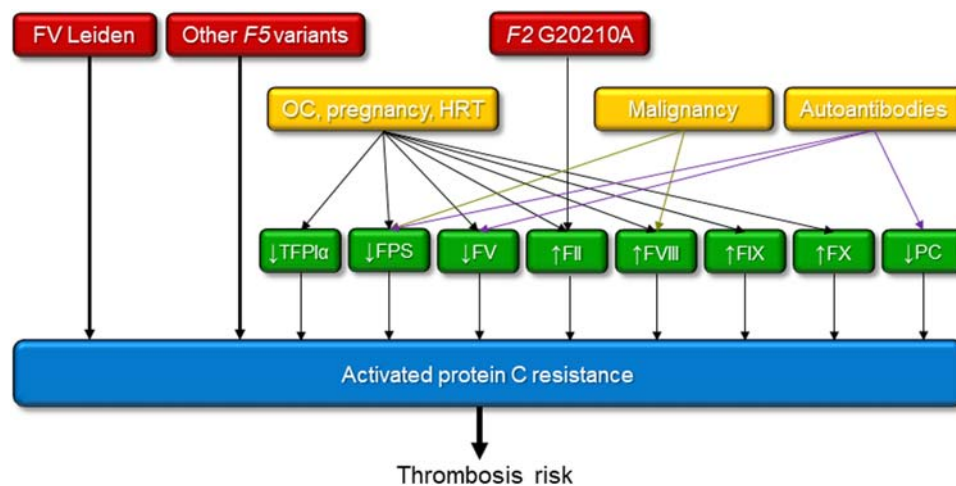 FV Leiden
Other F5 variants
F2 G20210A
OC, pregnancy, HRT
Malignancy
Autoantibodies
↓TFPIα
↓FPS
↓FV
↑FII
↑FVIII
↑FIX
↑FX
↓PC
Activated protein C resistance
Thrombosis risk